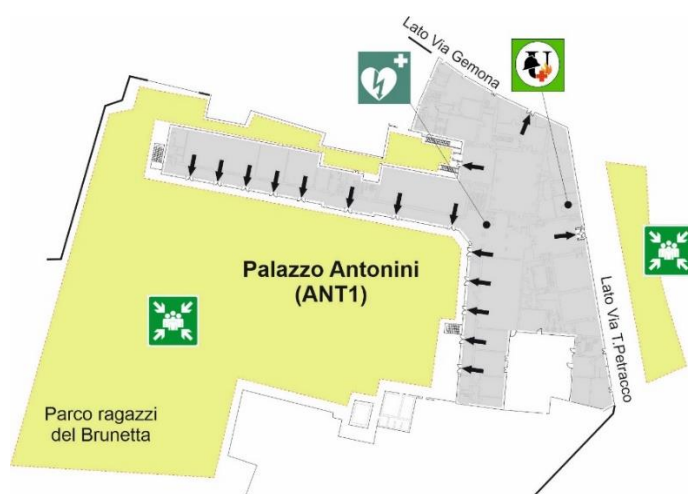 Lato Via Gemona
Palazzo Antonini
(ANT1)
Lato Via T.Petracco
Parco ragazzi
del Brunetta